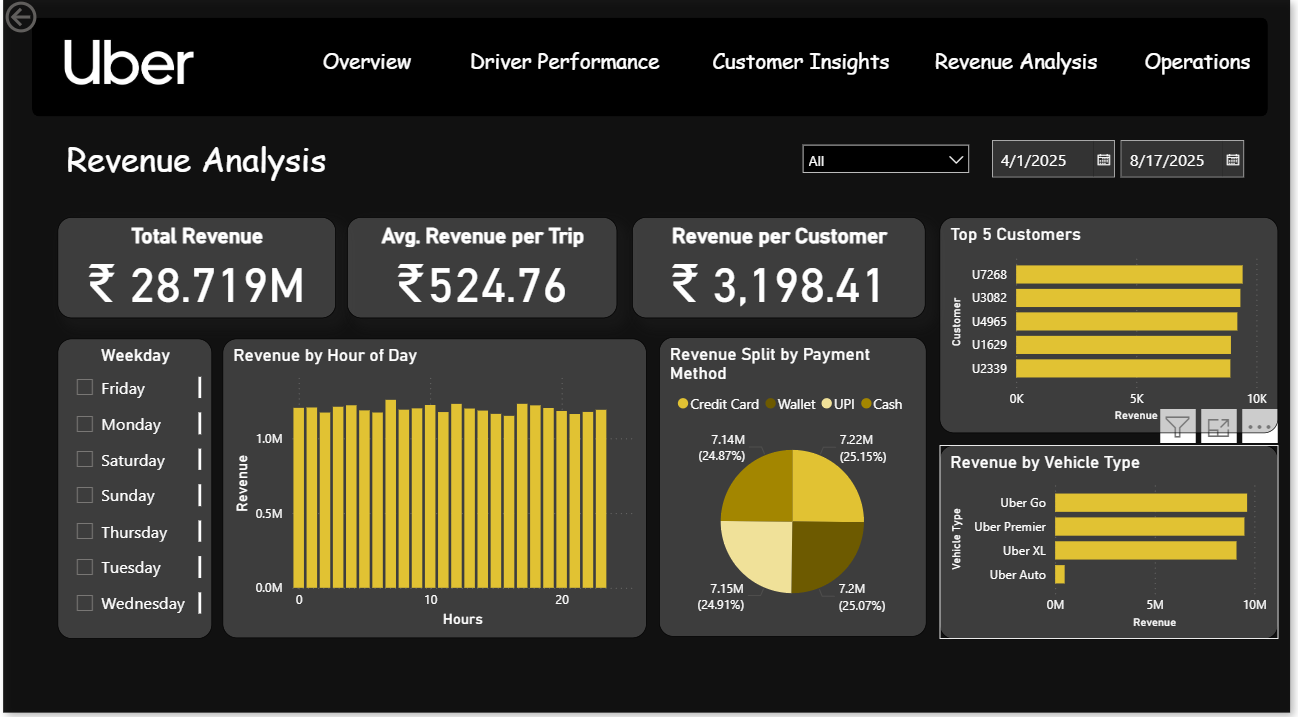 Uber
Overview
Driver Performance
Customer Insights
Revenue Analysis
Operations
Revenue Analysis
All
4/1/2025
8/17/2025
Total Revenue
₹ 28.719M
Avg. Revenue per Trip
₹524.76
Revenue per Customer
₹ 3,198.41
Top 5 Customers
Customer
U7268
U3082
U4965
U1629
U2339
0K
5K
10K
Revenue
Weekday
Friday
Monday
Saturday
Sunday
Thursday
Tuesday
Wednesday
Revenue by Hour of Day
Revenue
1.0M
0.5M
0.0M
0
10
20
Hours
Revenue Split by Payment
Method
Credit Card
Wallet
UPI
Cash
7.14M
(24.87%)
7.22M
(25.15%)
7.15M
(24.91%)
7.2M
(25.07%)
Revenue by Vehicle Type
Vehicle Type
Uber Go
Uber Premier
Uber XL
Uber Auto
0M
5M
10M
Revenue